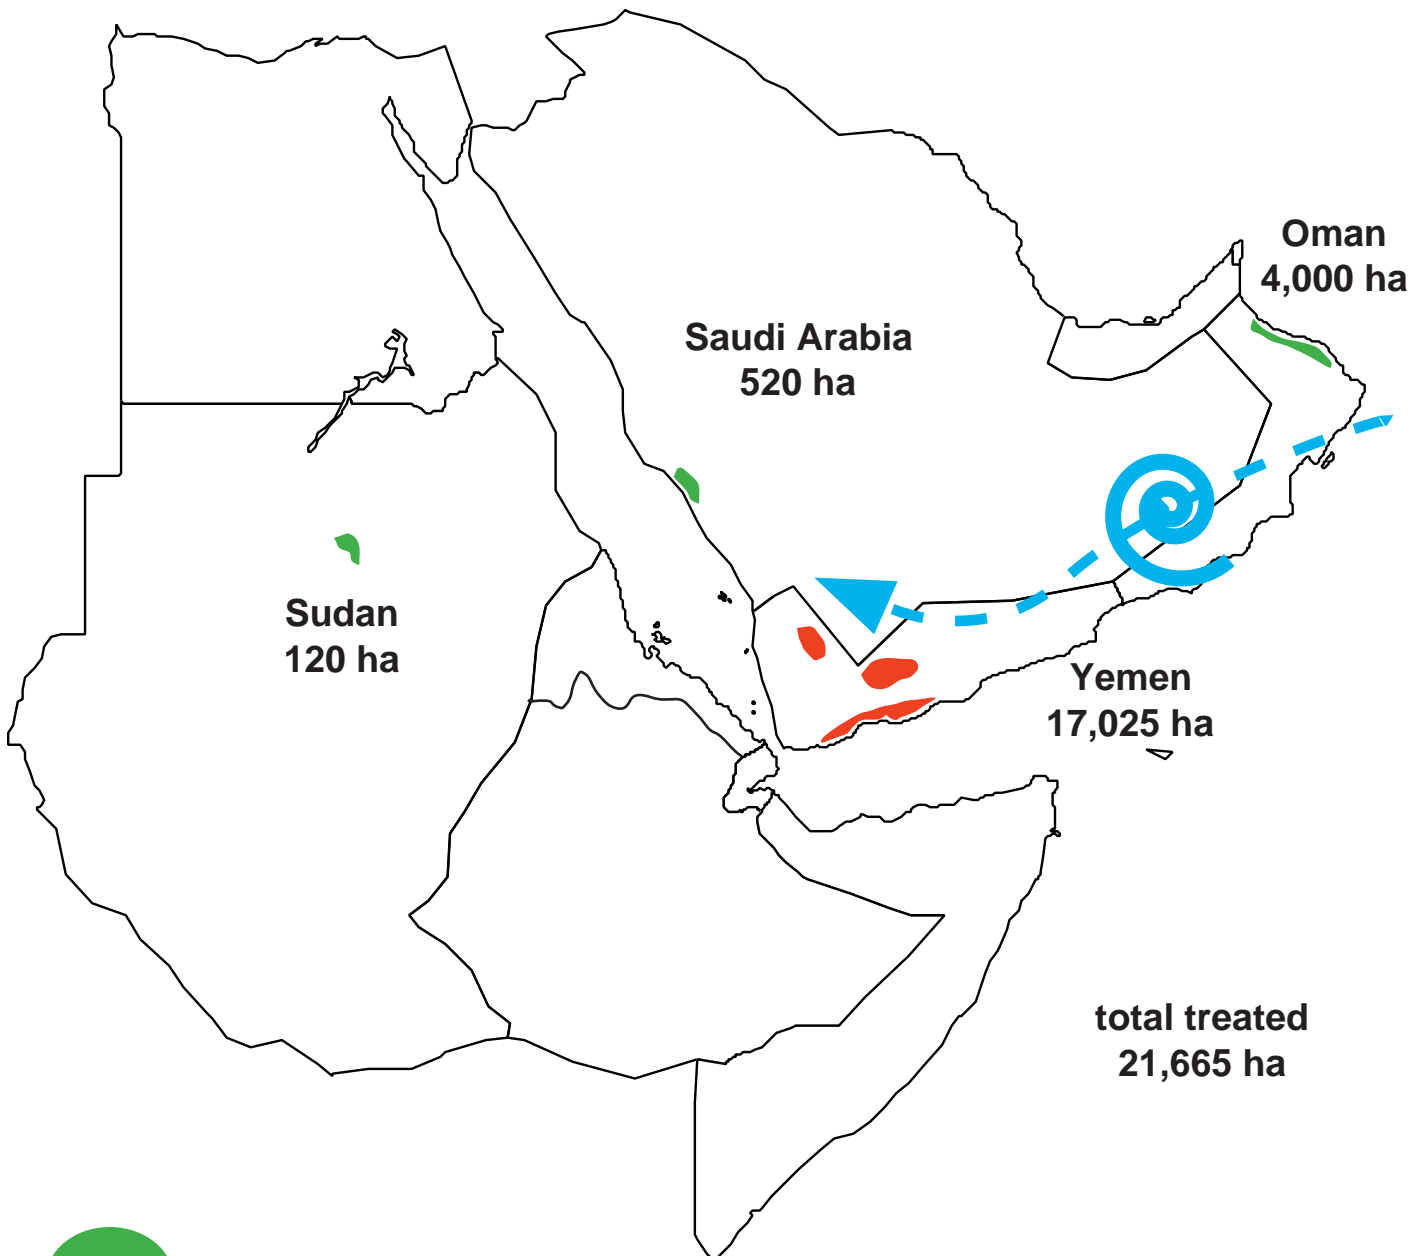 Oman
4,000 ha
Saudi Arabia
520 ha
Sudan
120 ha
Yemen
17,025 ha
total treated
21,665 ha